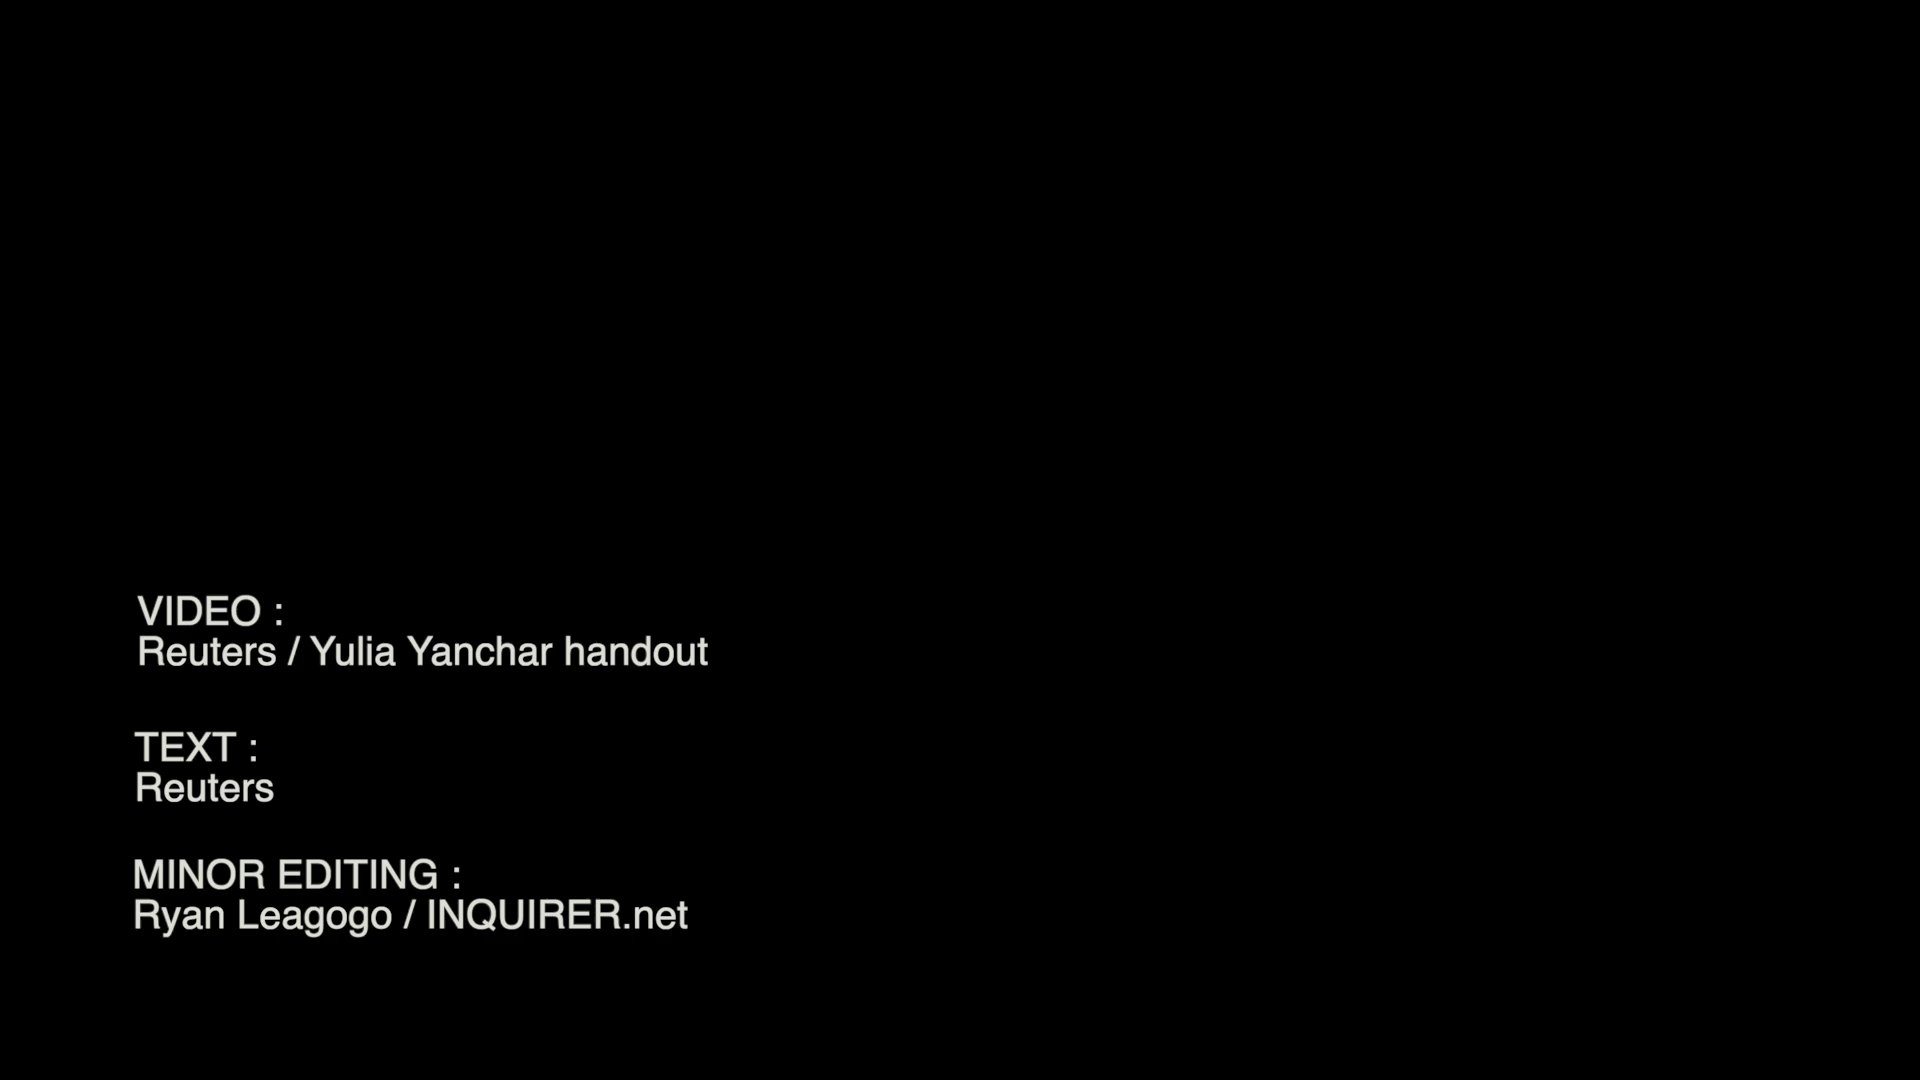 VIDEO :
Reuters / Yulia Yanchar handout
TEXT :
Reuters
MINOR EDITING :
Ryan Leagogo / INQUIRER.net